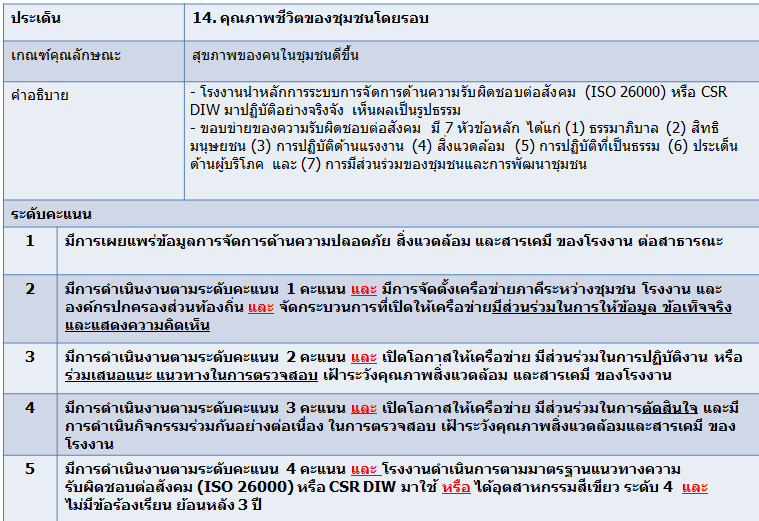 ประเด็น 14. คุณภาพชีวิตของชุมชนโดยรอบ
เกณฑ์คุณลักษณะ สุขภาพของคนในชุมชนดีขึ้น
คำอธิบาย - โรงงานนำหลักการระบบการจัดการด้านความรับผิดชอบต่อสังคม (ISO 26000) หรือ CSR
DIW มาปฏิบัติอย่างจริงจัง เห็นผลเป็นรูปธรรม
- ขอบข่ายของความรับผิดชอบต่อสังคม มี 7 หัวข้อหลัก ได้แก่ (1) ธรรมาภิบาล (2) สิทธิ
มนุษยชน (3) การปฏิบัติด้านแรงงาน (4) สิ่งแวดล้อม (5) การปฏิบัติที่เป็นธรรม (6) ประเด็น
ด้านผู้บริโภค และ (7) การมีส่วนร่วมของชุมชนและการพัฒนาชุมชน
ระดับคะแนน
1 มีการเผยแพร่ข้อมูลการจัดการด้านความปลอดภัย สิ่งแวดล้อม และสารเคมี ของโรงงาน ต่อสาธารณะ
2 มีการดำเนินงานตามระดับคะแนน 1 คะแนน และ มีการจัดตั้งเครือข่ายภาคีระหว่างชุมชน โรงงาน และ
องค์กรปกครองส่วนท้องถิ่น และ จัดกระบวนการที่เปิดให้เครือข่ายมีส่วนร่วมในการให้ข้อมูล ข้อเท็จจริง
และแสดงความคิดเห็น
3 มีการดำเนินงานตามระดับคะแนน 2 คะแนน และ เปิดโอกาสให้เครือข่าย มีส่วนร่วมในการปฏิบัติงาน หรือ
ร่วมเสนอแนะ แนวทางในการตรวจสอบ เฝ้าระวังคุณภาพสิ่งแวดล้อม และสารเคมี ของโรงงาน
4 มีการดำเนินงานตามระดับคะแนน 3 คะแนน และ เปิดโอกาสให้เครือข่าย มีส่วนร่วมในการตัดสินใจ และมี
การดำเนินกิจกรรมร่วมกันอย่างต่อเนื่อง ในการตรวจสอบ เฝ้าระวังคุณภาพสิ่งแวดล้อมและสารเคมี ของ
โรงงาน
5 มีการดำเนินงานตามระดับคะแนน 4 คะแนน และ โรงงานดำเนินการตามมาตรฐานแนวทางความ
รับผิดชอบต่อสังคม (ISO 26000) หรือ CSR DIW มาใช้ หรือ ได้อุตสาหกรรมสีเขียว ระดับ 4 และ
ไม่มีข้อร้องเรียน ย้อนหลัง 3 ปี